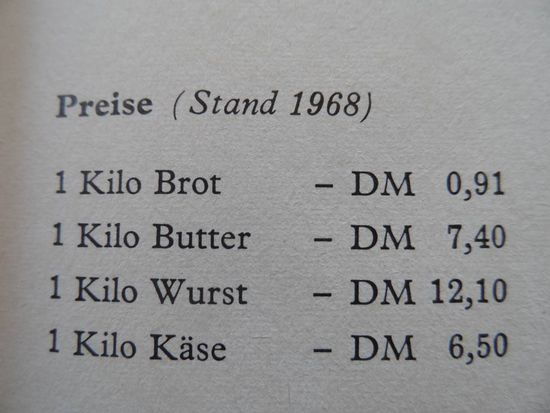 Preise (Stand 1968)
1 Kilo Brot – DM 0,91
1 Kilo Butter – DM 7,40
1 Kilo Wurst – DM 12,10
1 Kilo Käse – DM 6,50